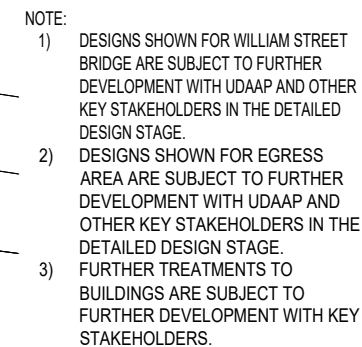 NOTE:
1) DESIGNS SHOWN FOR WILLIAM STREET
BRIDGE ARE SUBJECT TO FURTHER
DEVELOPMENT WITH UDAAP AND OTHER
KEY STAKEHOLDERS IN THE DETAILED
DESIGN STAGE.
2) DESIGNS SHOWN FOR EGRESS
AREA ARE SUBJECT TO FURTHER
DEVELOPMENT WITH UDAAP AND
OTHER KEY STAKEHOLDERS IN THE
DETAILED DESIGN STAGE.
3) FURTHER TREATMENTS TO
BUILDINGS ARE SUBJECT TO
FURTHER DEVELOPMENT WITH KEY
STAKEHOLDERS.